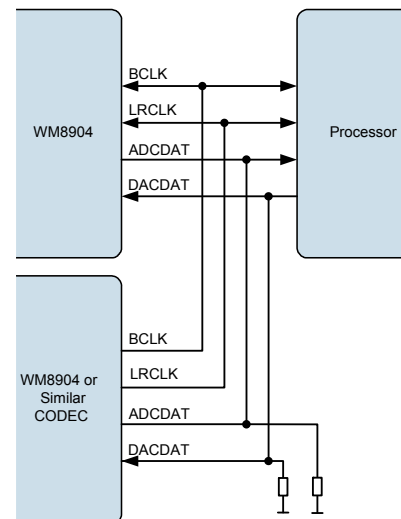 BCLK
LRCLK
WM8904
Processor
ADCDAT
DACDAT
BCLK
LRCLK
WM8904 or
Similar
CODEC
ADCDAT
DACDAT